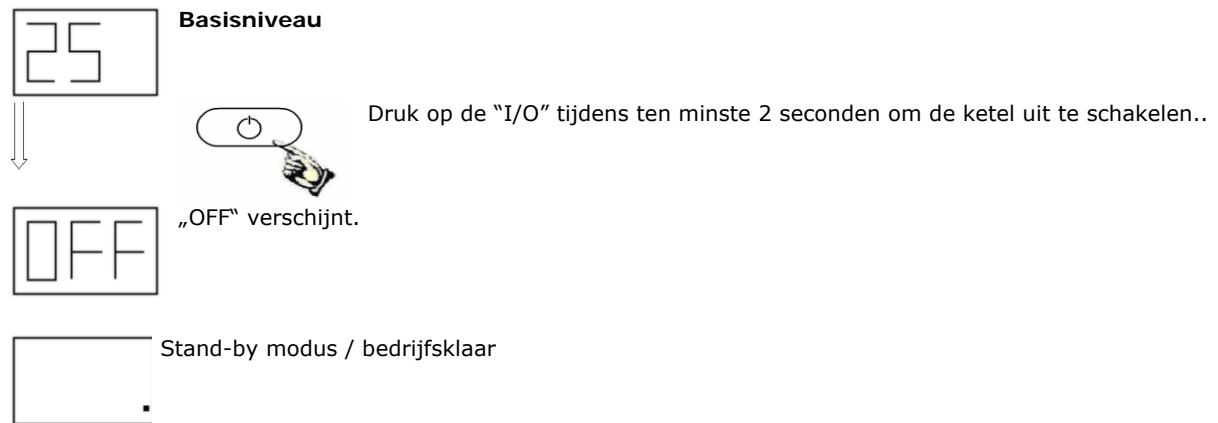 25
Basisniveau
Druk op de “I/O” tijdens ten minste 2 seconden om de ketel uit te schakelen..
OFF
„OFF“ verschijnt.
.
Stand-by modus / bedrijfsklaar